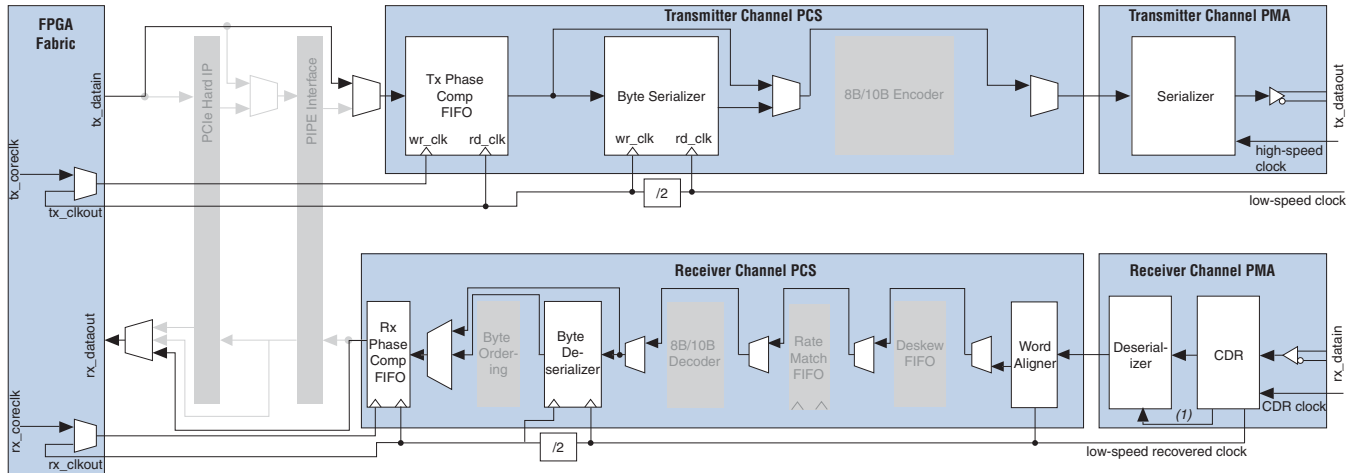 FPGA
Fabric
Transmitter Channel PCS
Transmitter Channel PMA
tx_datain
PCIe Hard IP
PIPE Interface
Tx Phase
Comp
FIFO
wr_clk
rd_clk
Byte Serializer
wr_clk
rd_clk
8B/10B Encoder
Serializer
tx_dataout
high-speed
clock
tx_coreclk
tx_clkout
/2
low-speed clock
Receiver Channel PCS
Receiver Channel PMA
rx_dataout
Rx
Phase
Comp
FIFO
Byte
Order-
ing
Byte
De-
serializer
8B/10B
Decoder
Rate
Match
FIFO
Deskew
FIFO
Word
Aligner
Deserial-
izer
CDR
rx_datain
CDR clock
(1)
rx_coreclk
rx_clkout
/2
low-speed recovered clock